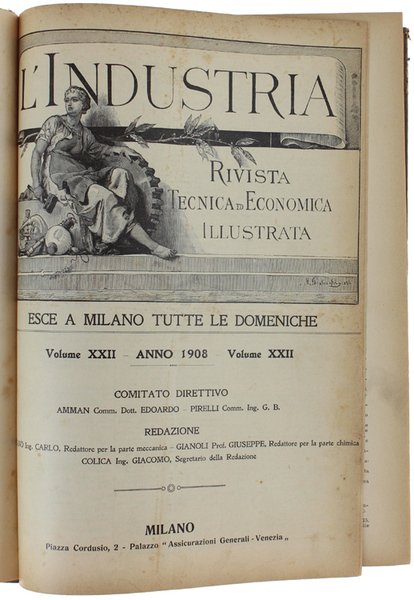 L'INDUSTRIA
RIVISTA
TECNICA ED ECONOMICA
ILLUSTRATA
ESCE A MILANO TUTTE LE DOMENICHE
Volume XXII - ANNO 1908 - Volume XXII
COMITATO DIRETTIVO
AMMAN Comm. Dott. EDOARDO - PIRELLI Comm. Ing. G. B.
REDAZIONE
Ing. CARLO, Redattore per la parte meccanica - GIANOLI Prof. GIUSEPPE, Redattore per la parte chimica
COLICA Ing. GIACOMO, Segretario della Redazione
MILANO
Piazza Cordusio, 2 - Palazzo "Assicurazioni Generali - Venezia"